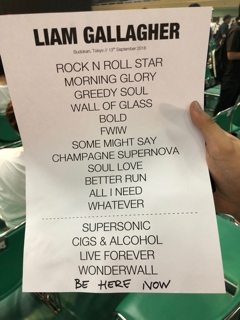 LIAM GALLAGHER
Budokan, Tokyo // 13th September 2018
ROCK N ROLL STAR
MORNING GLORY
GREEDY SOUL
WALL OF GLASS
BOLD
FWIW
SOME MIGHT SAY
CHAMPAGNE SUPERNOVA
SOUL LOVE
BETTER RUN
ALL I NEED
WHATEVER
SUPERSONIC
CIGS & ALCOHOL
LIVE FOREVER
WONDERWALL
BE HERE NOW